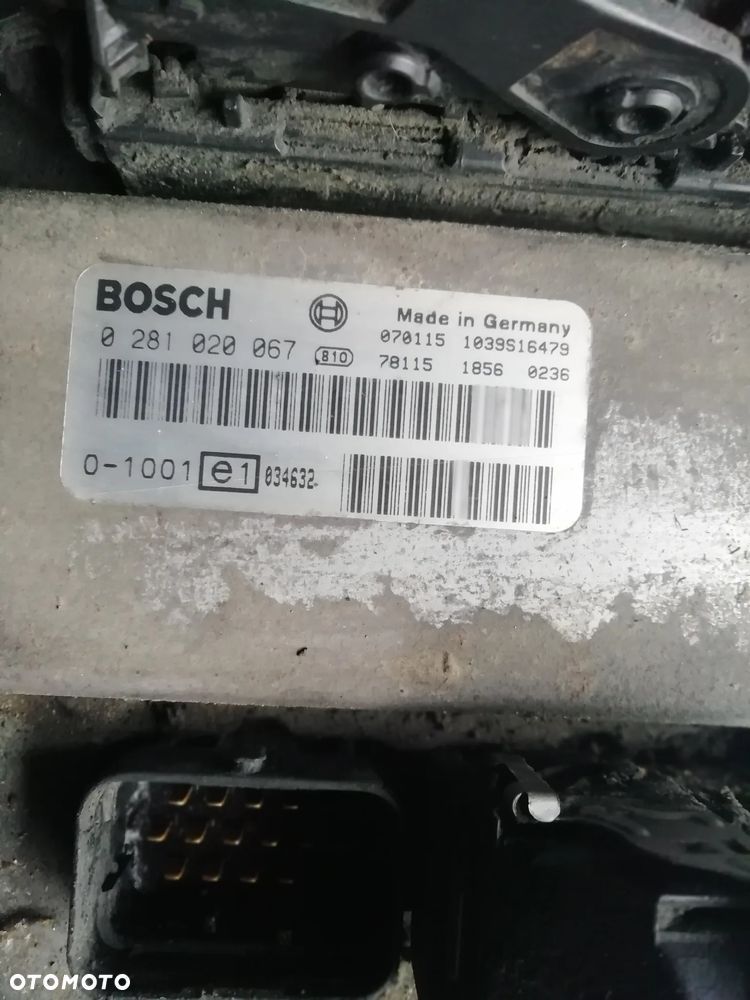 BOSCH
Made in Germany
0 281 020 067 810 070115 1039S16479
78115 1856 0236
0-1001 e1 034632-
OTOMOTO